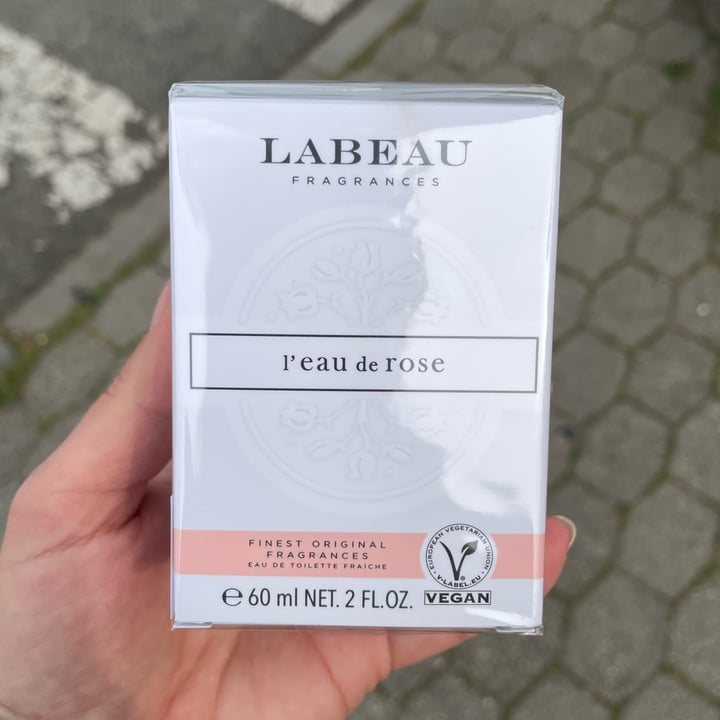 LABEAU
FRAGRANCES
l'eau de rose
FINEST ORIGINAL
FRAGRANCES
EAU DE TOILETTE FRAÎCHE
EUROPEAN VEGETARIAN UNION
• V-LABEL.EU •
VEGAN
℮ 60 ml NET. 2 FL.OZ.